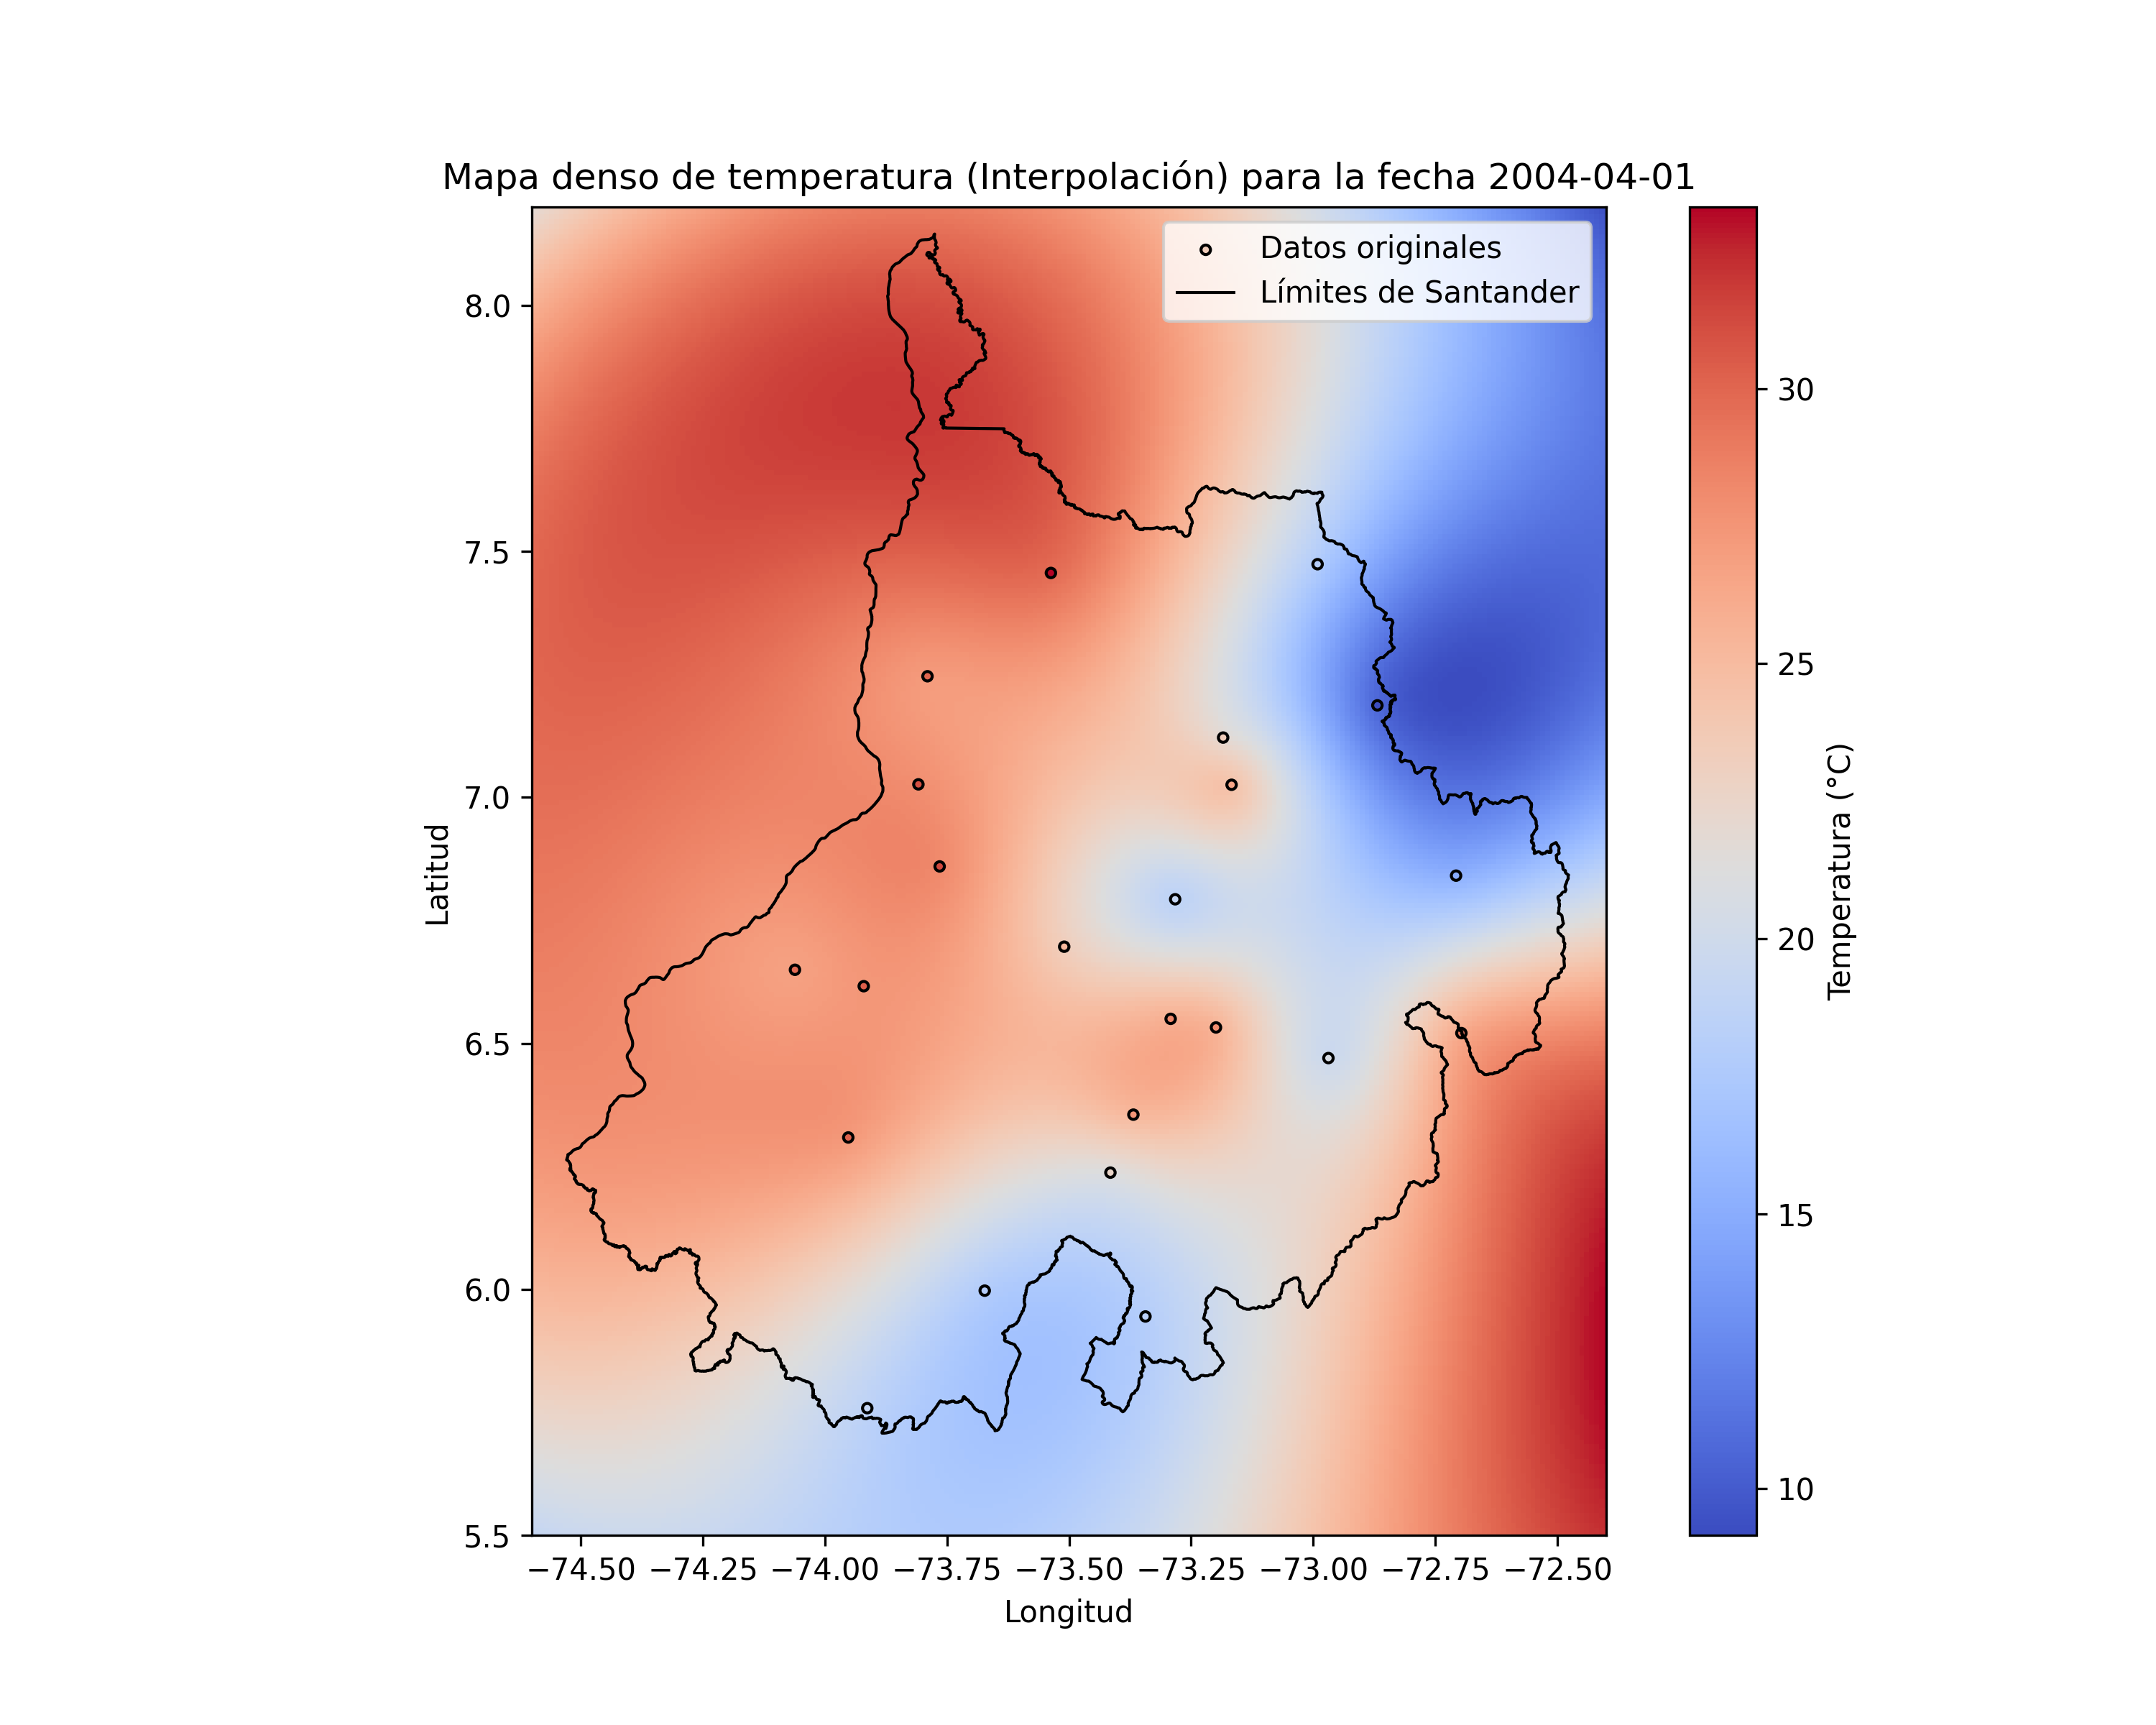 Mapa denso de temperatura (Interpolación) para la fecha 2004-04-01
Datos originales
Límites de Santander
8.0
7.5
7.0
6.5
6.0
5.5
Latitud
−74.50 −74.25 −74.00 −73.75 −73.50 −73.25 −73.00 −72.75 −72.50
Longitud
30
25
20
15
10
Temperatura (°C)